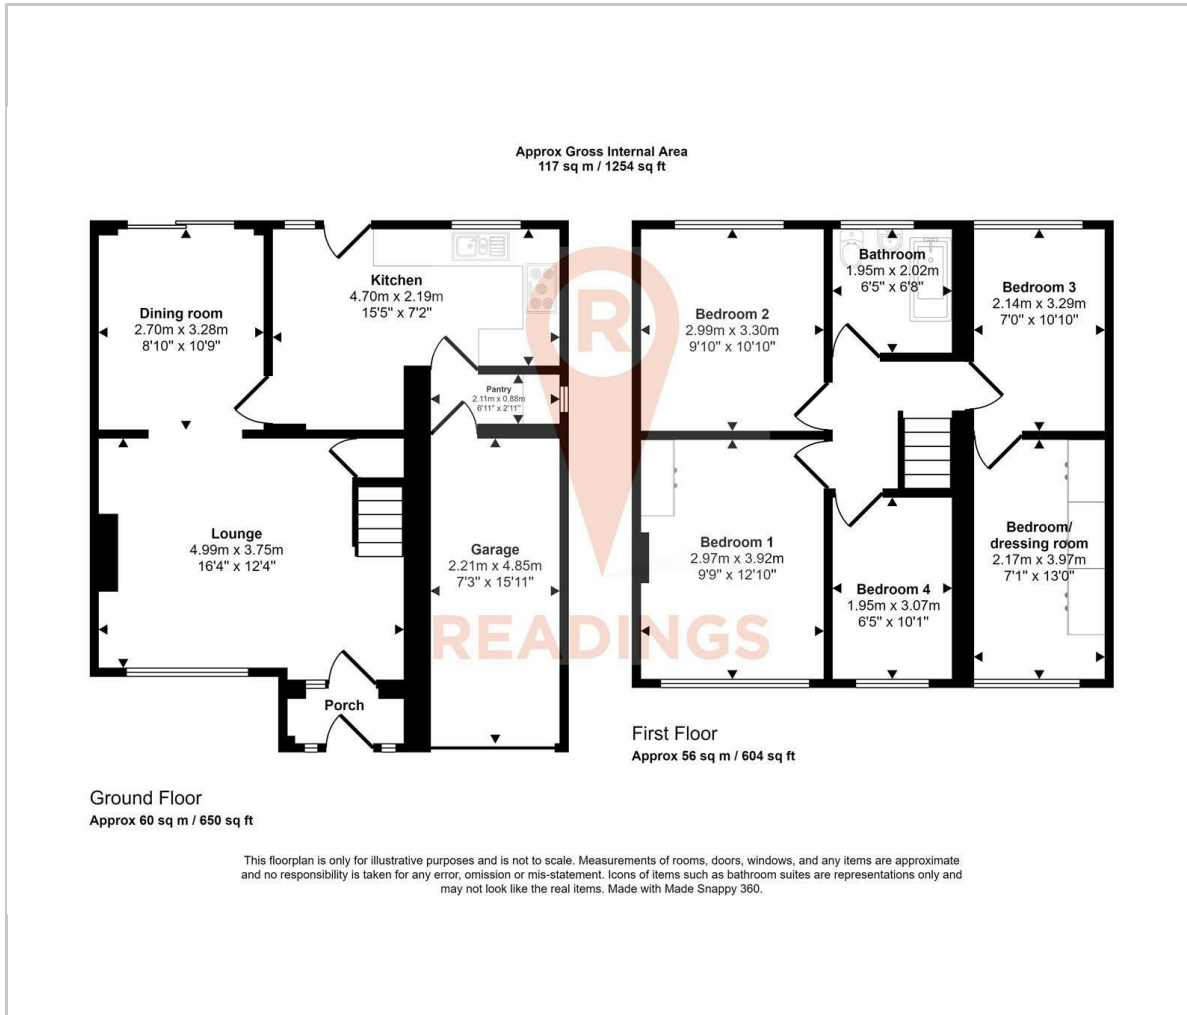 Approx Gross Internal Area
117 sq m / 1254 sq ft
Dining room
2.70m x 3.28m
8'10" x 10'9"
Kitchen
4.70m x 2.19m
15'5" x 7'2"
Pantry
2.11m x 0.88m
6'11" x 2'11"
Lounge
4.99m x 3.75m
16'4" x 12'4"
Garage
2.21m x 4.85m
7'3" x 15'11"
Porch
Ground Floor
Approx 60 sq m / 650 sq ft
Bedroom 2
2.99m x 3.30m
9'10" x 10'10"
Bathroom
1.95m x 2.02m
6'5" x 6'8"
Bedroom 3
2.14m x 3.29m
7'0" x 10'10"
Bedroom 1
2.97m x 3.92m
9'9" x 12'10"
Bedroom 4
1.95m x 3.07m
6'5" x 10'1"
Bedroom/
dressing room
2.17m x 3.97m
7'1" x 13'0"
First Floor
Approx 56 sq m / 604 sq ft
R
READINGS
This floorplan is only for illustrative purposes and is not to scale. Measurements of rooms, doors, windows, and any items are approximate
and no responsibility is taken for any error, omission or mis-statement. Icons of items such as bathroom suites are representations only and
may not look like the real items. Made with Made Snappy 360.